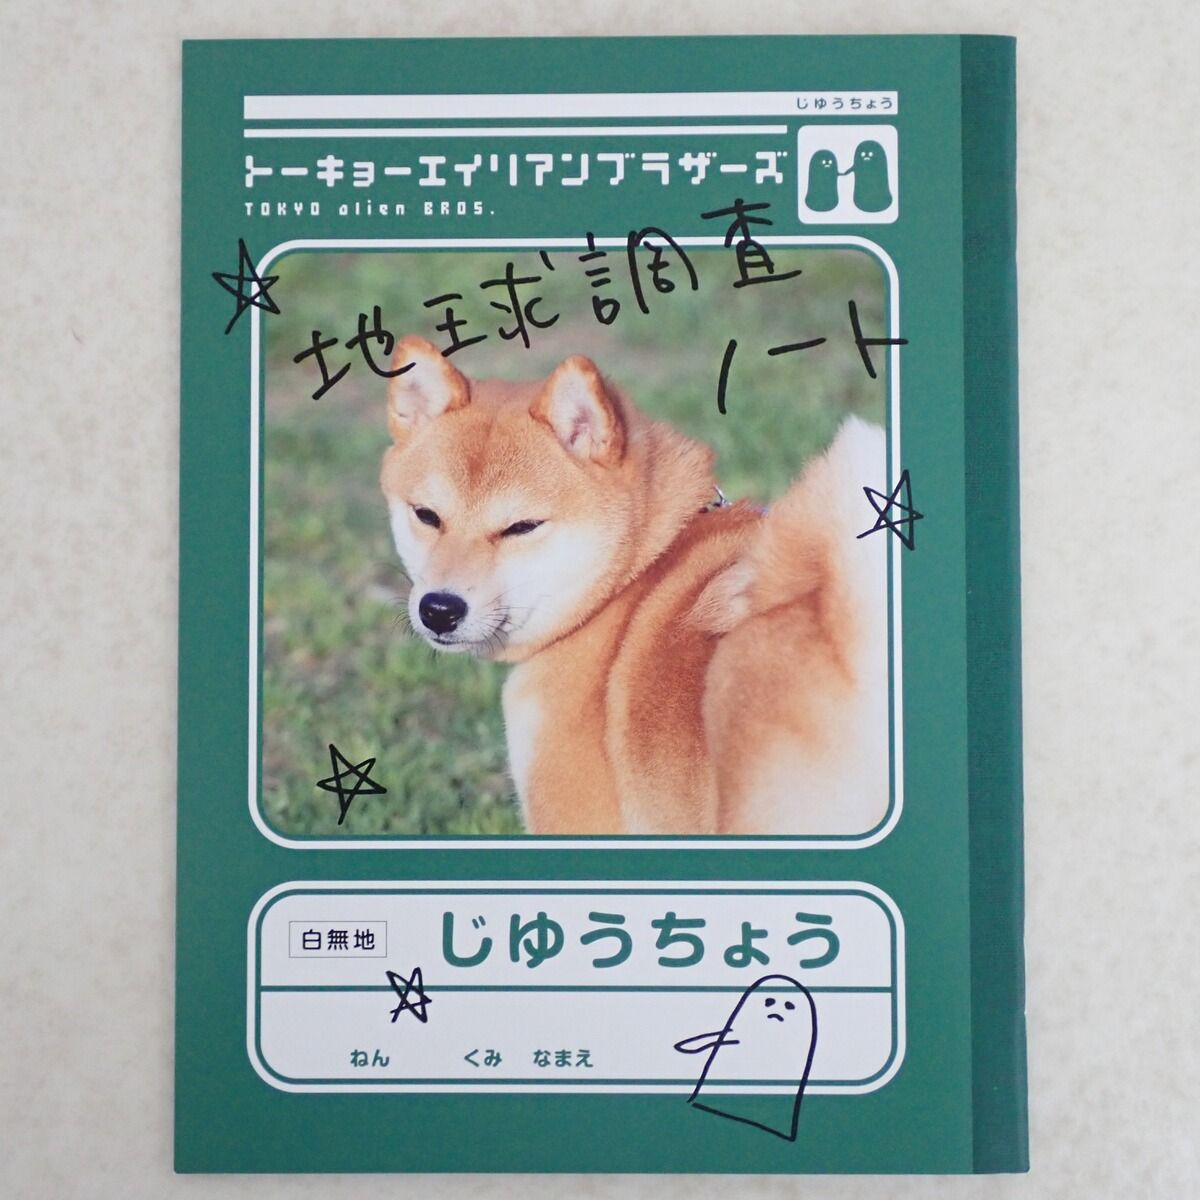 じゆうちょう
トーキョーエイリアンブラザーズ
TOKYO alien BROS.
地球調査
ノート
白無地
じゆうちょう
ねん くみ なまえ